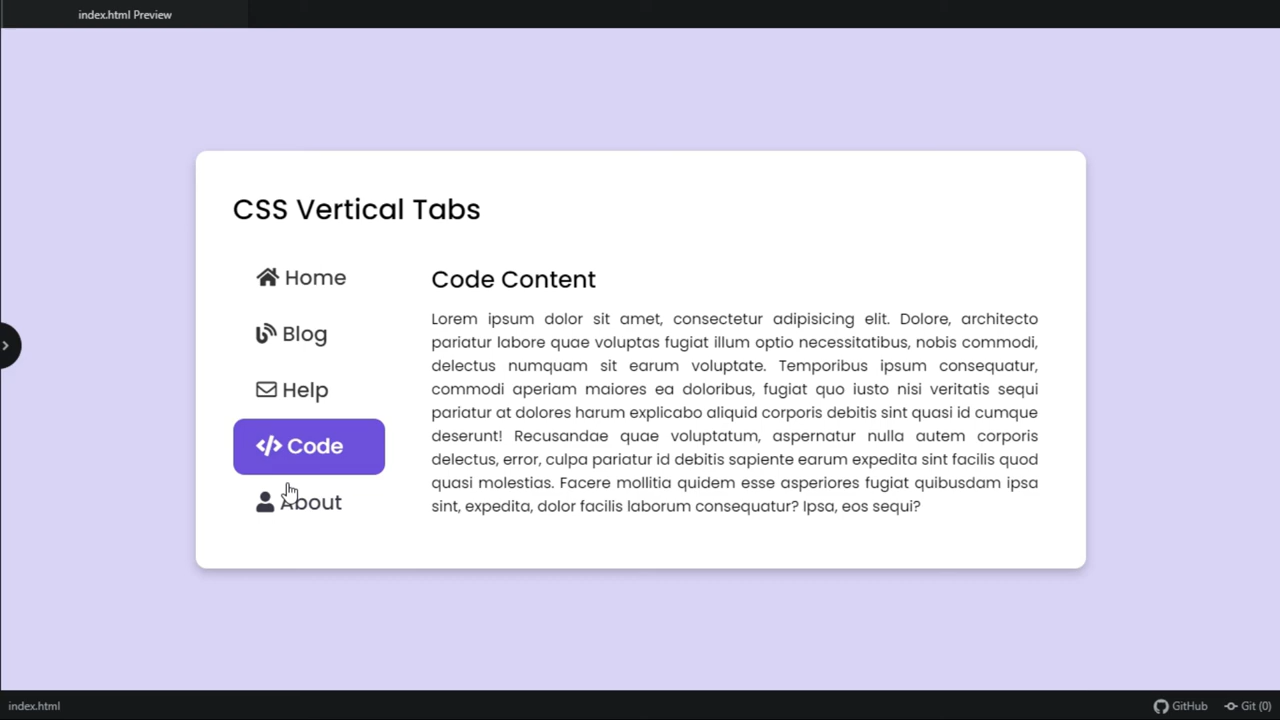 index.html Preview
CSS Vertical Tabs
Home
Blog
Help
Code
About
Code Content
Lorem ipsum dolor sit amet, consectetur adipisicing elit. Dolore, architecto
pariatur labore quae voluptas fugiat illum optio necessitatibus, nobis commodi,
delectus numquam sit earum voluptate. Temporibus ipsum consequatur,
commodi aperiam maiores ea doloribus, fugiat quo iusto nisi veritatis sequi
pariatur at dolores harum explicabo aliquid corporis debitis sint quasi id cumque
deserunt! Recusandae quae voluptatum, aspernatur nulla autem corporis
delectus, error, culpa pariatur id debitis sapiente earum expedita sint facilis quod
quasi molestias. Facere mollitia quidem esse asperiores fugiat quibusdam ipsa
sint, expedita, dolor facilis laborum consequatur? Ipsa, eos sequi?
index.html
GitHub
Git (0)